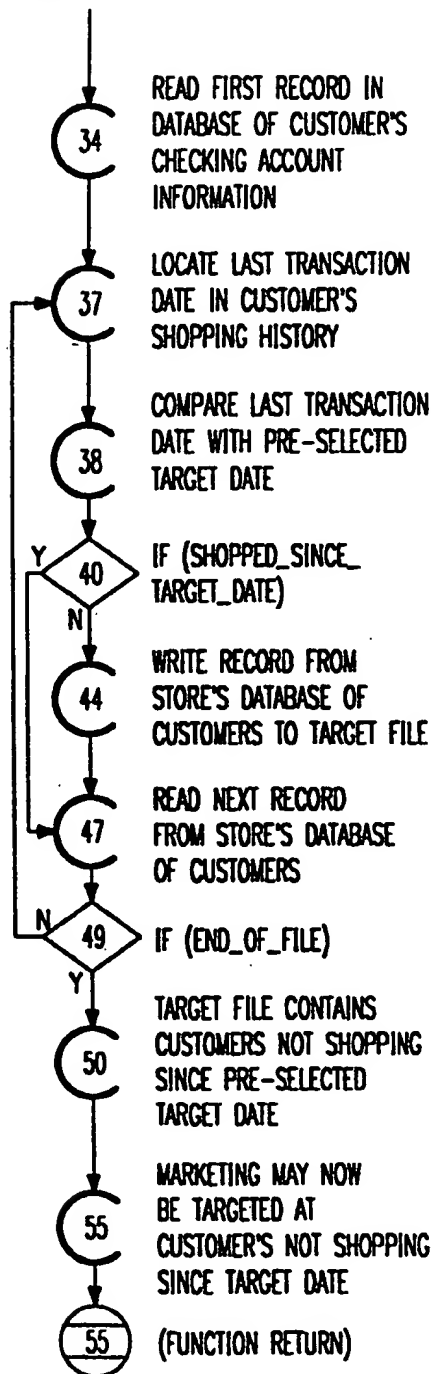 34
READ FIRST RECORD IN
DATABASE OF CUSTOMER'S
CHECKING ACCOUNT
INFORMATION
37
LOCATE LAST TRANSACTION
DATE IN CUSTOMER'S
SHOPPING HISTORY
38
COMPARE LAST TRANSACTION
DATE WITH PRE-SELECTED
TARGET DATE
Y
40
N
IF (SHOPPED_SINCE_
TARGET_DATE)
44
WRITE RECORD FROM
STORE'S DATABASE OF
CUSTOMERS TO TARGET FILE
47
READ NEXT RECORD
FROM STORE'S DATABASE
OF CUSTOMERS
N
49
Y
IF (END_OF_FILE)
50
TARGET FILE CONTAINS
CUSTOMERS NOT SHOPPING
SINCE PRE-SELECTED
TARGET DATE
55
MARKETING MAY NOW
BE TARGETED AT
CUSTOMER'S NOT SHOPPING
SINCE TARGET DATE
55
(FUNCTION RETURN)